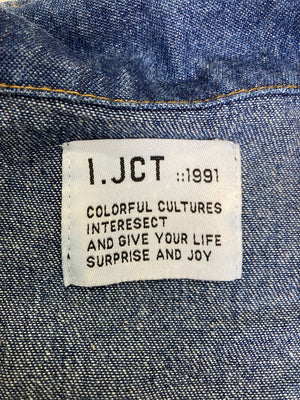 I.JCT ::1991
COLORFUL CULTURES
INTERESECT
AND GIVE YOUR LIFE
SURPRISE AND JOY